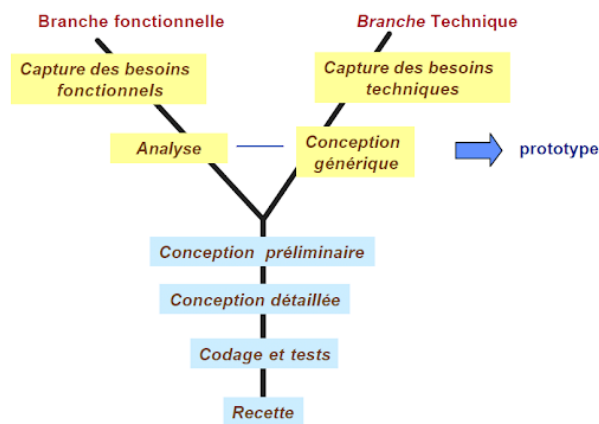 Branche fonctionnelle
Branche Technique
Capture des besoins
fonctionnels
Capture des besoins
techniques
Analyse
Conception
générique
prototype
Conception préliminaire
Conception détaillée
Codage et tests
Recette